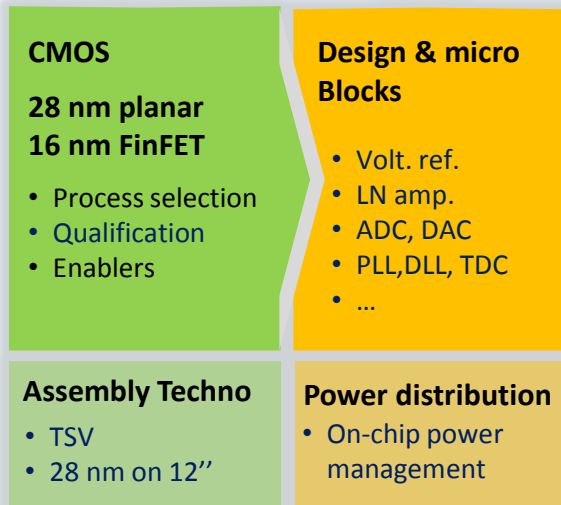 CMOS
28 nm planar
16 nm FinFET
• Process selection
• Qualification
• Enablers
Design & micro
Blocks
• Volt. ref.
• LN amp.
• ADC, DAC
• PLL,DLL, TDC
• ...
Assembly Techno
• TSV
• 28 nm on 12’’
Power distribution
• On-chip power
management